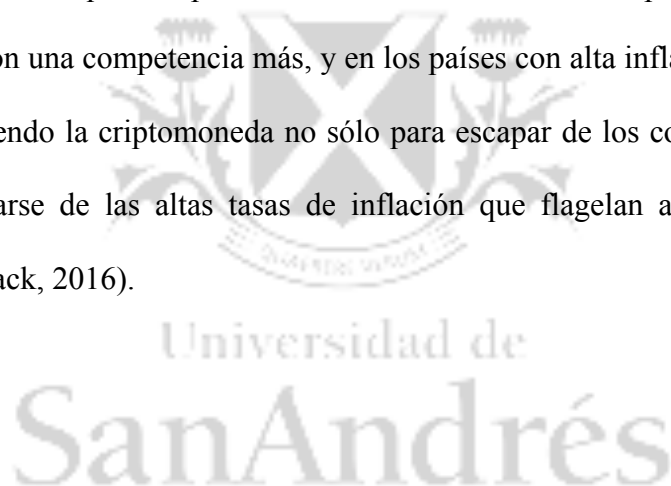 on una competencia más, y en los países con alta infla
endo la criptomoneda no sólo para escapar de los co
arse de las altas tasas de inflación que flagelan a
ack, 2016).
Universidad de
SanAndrés